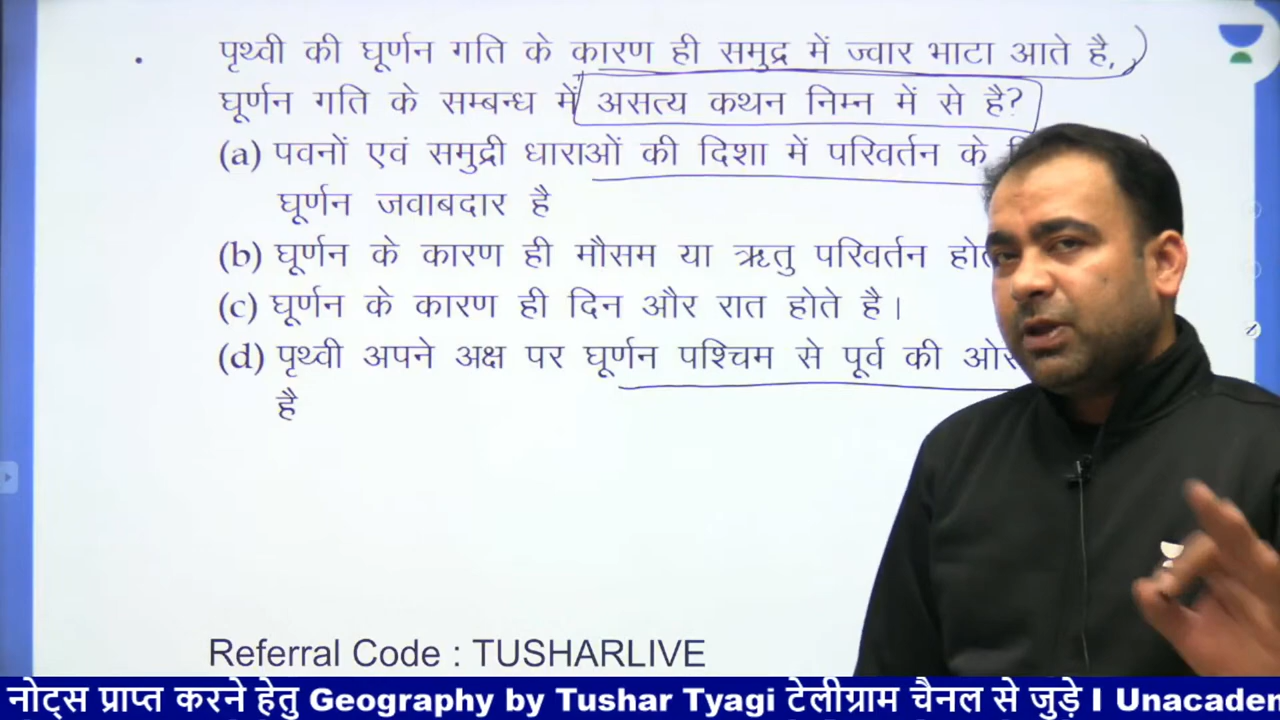 . पृथ्वी की घूर्णन गति के कारण ही समुद्र में ज्वार भाटा आते है,
घूर्णन गति के सम्बन्ध में असत्य कथन निम्न में से है?
(a) पवनों एवं समुद्री धाराओं की दिशा में परिवर्तन के
घूर्णन जवाबदार है
(b) घूर्णन के कारण ही मौसम या ऋतु परिवर्तन
(c) घूर्णन के कारण ही दिन और रात होते है।
(d) पृथ्वी अपने अक्ष पर घूर्णन पश्चिम से पूर्व की ओर
है
Referral Code : TUSHARLIVE
नोट्स प्राप्त करने हेतु Geography by Tushar Tyagi टेलीग्राम चैनल से जुड़े I Unacaden